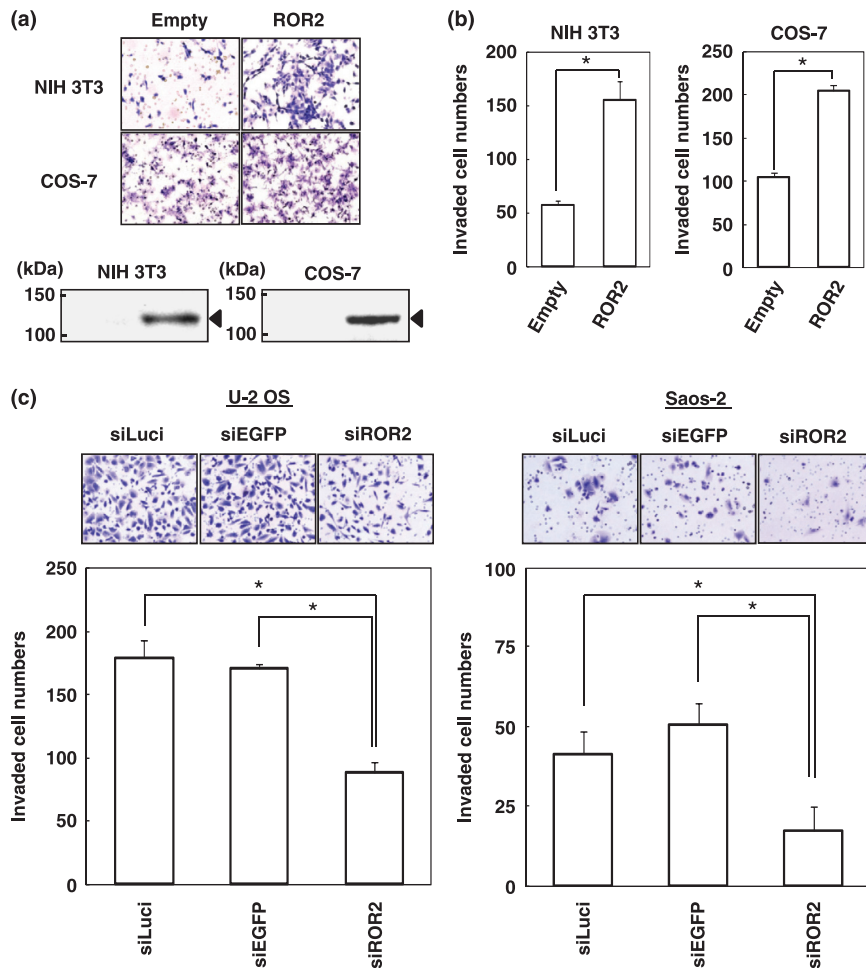 (a)
Empty ROR2
NIH 3T3
COS-7
(kDa) NIH 3T3 (kDa) COS-7
150
100
150
100
(b)
NIH 3T3
Invaded cell numbers
200
150
100
50
0
*
Empty
ROR2
COS-7
Invaded cell numbers
250
200
150
100
50
0
*
Empty
ROR2
(c)
U-2 OS
siLuci siEGFP siROR2
Invaded cell numbers
250
200
150
100
50
0
*
*
siLuci
siEGFP
siROR2
Saos-2
siLuci siEGFP siROR2
Invaded cell numbers
100
75
50
25
0
*
*
siLuci
siEGFP
siROR2